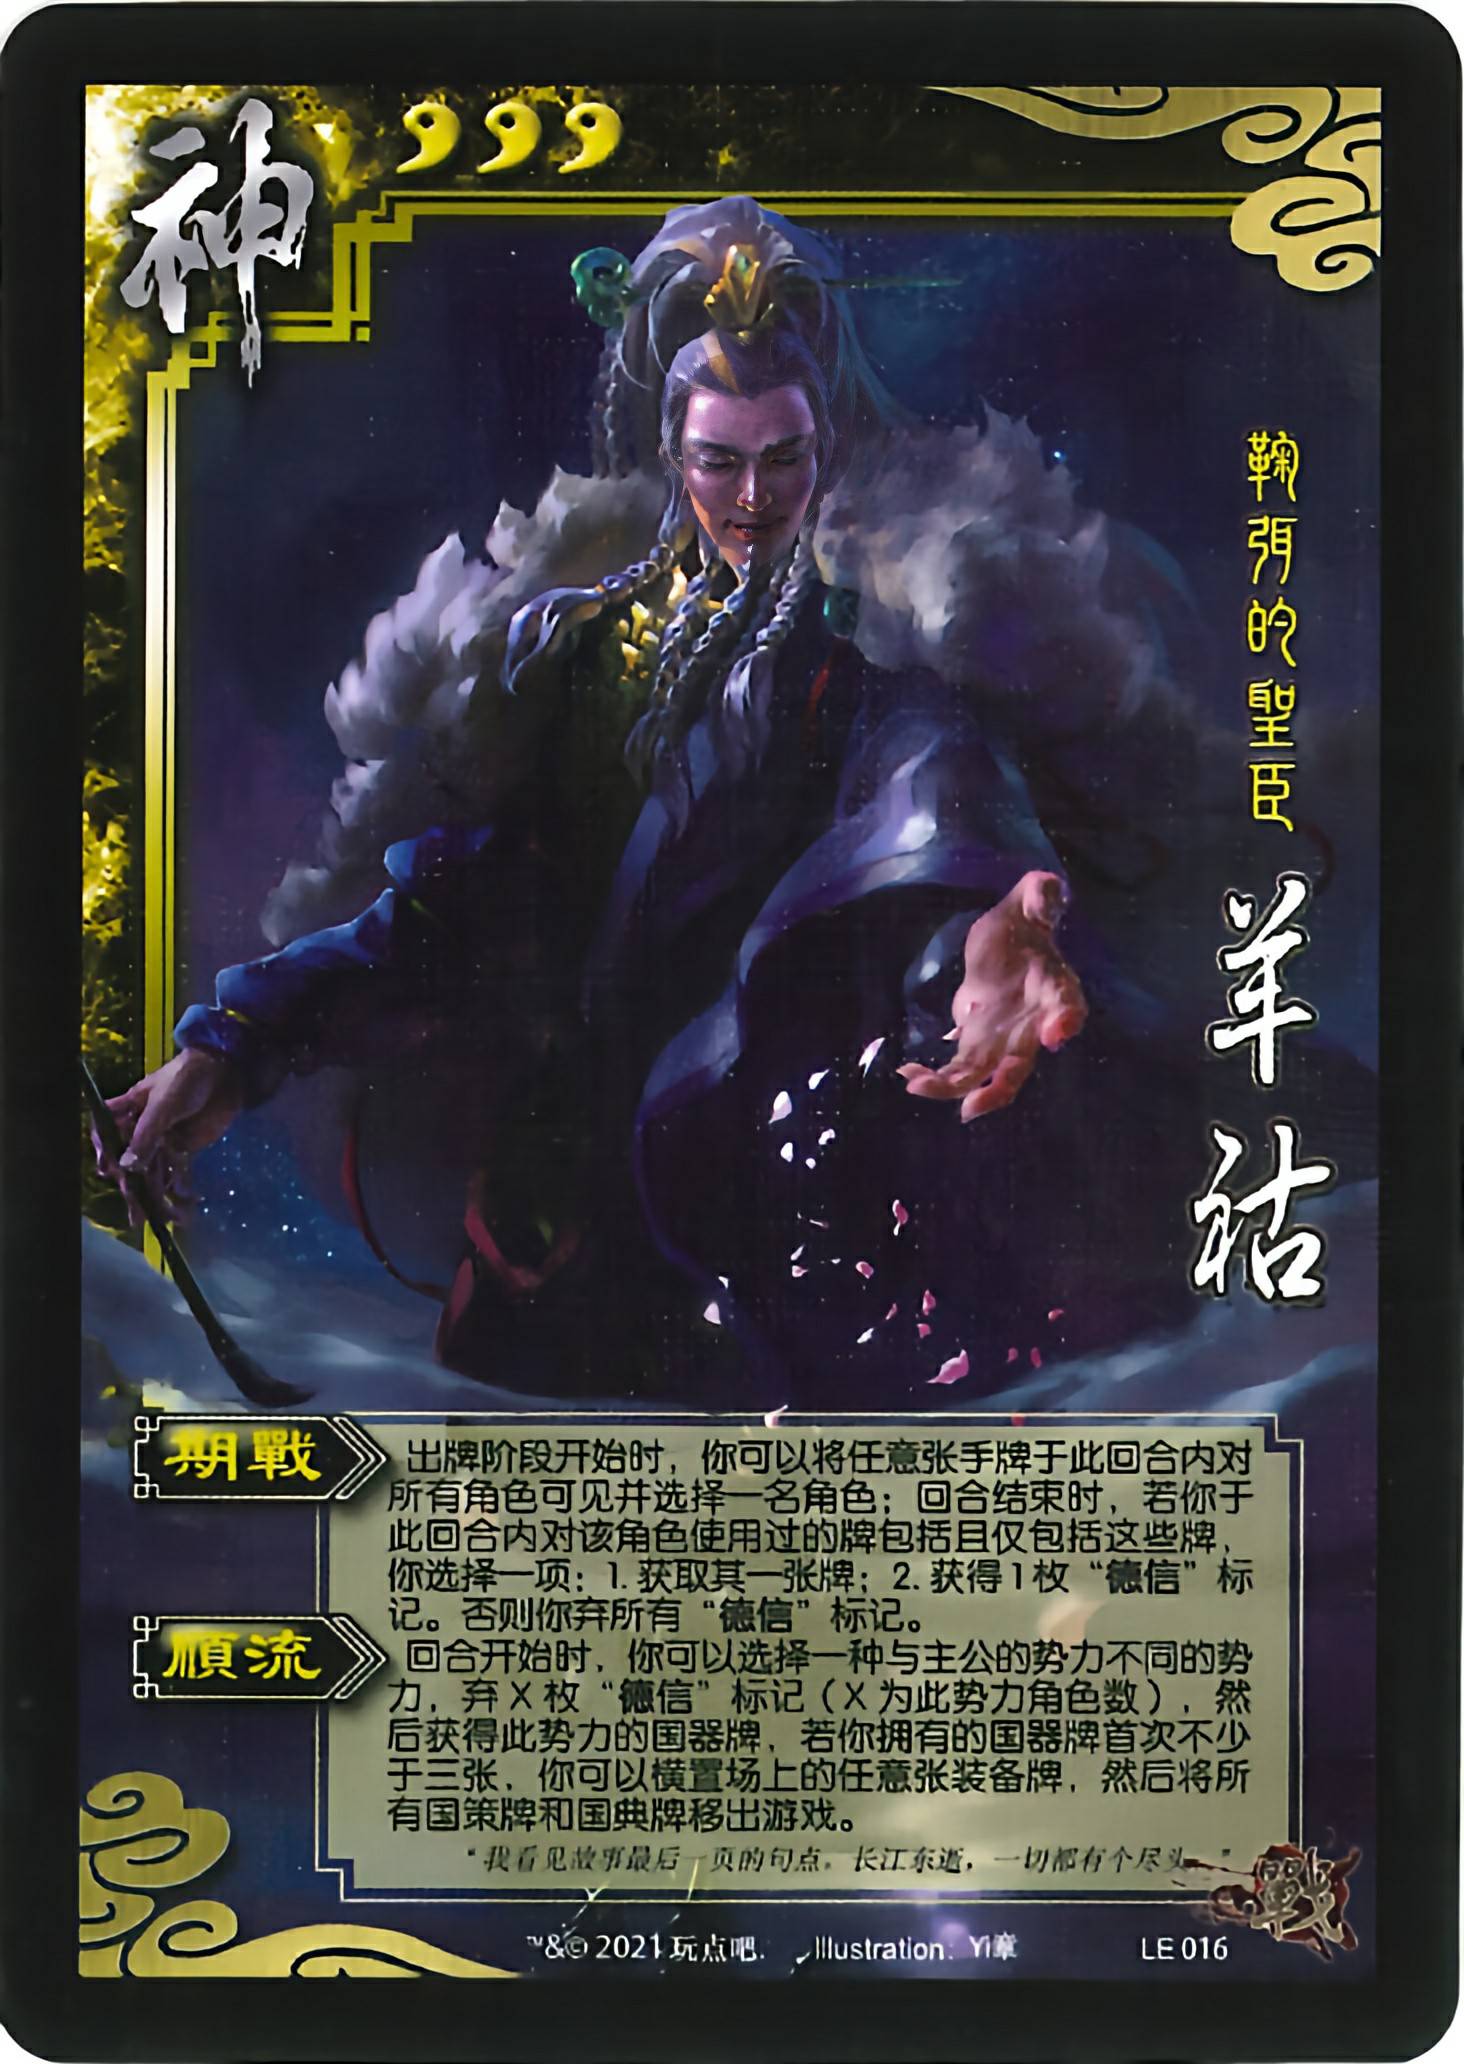 神
鞠躬的聖臣
羊祜
期戰
出牌阶段开始时，你可以将任意张手牌于此回合内对
所有角色可见并选择一名角色；回合结束时，若你于
此回合内对该角色使用过的牌包括且仅包括这些牌，
你选择一项：1.获取其一张牌；2.获得1枚“德信”标
记。否则你弃所有“德信”标记。
順流
回合开始时，你可以选择一种与主公的势力不同的势
力，弃X枚“德信”标记（X为此势力角色数），然
后获得此势力的国器牌，若你拥有的国器牌首次不少
于三张，你可以横置场上的任意张装备牌，然后将所
有国策牌和国典牌移出游戏。
“我看见故事最后一页的句点，长江东逝，一切都有个尽头。”
戰
™&© 2021 玩点吧. Illustration: Yi章 LE 016